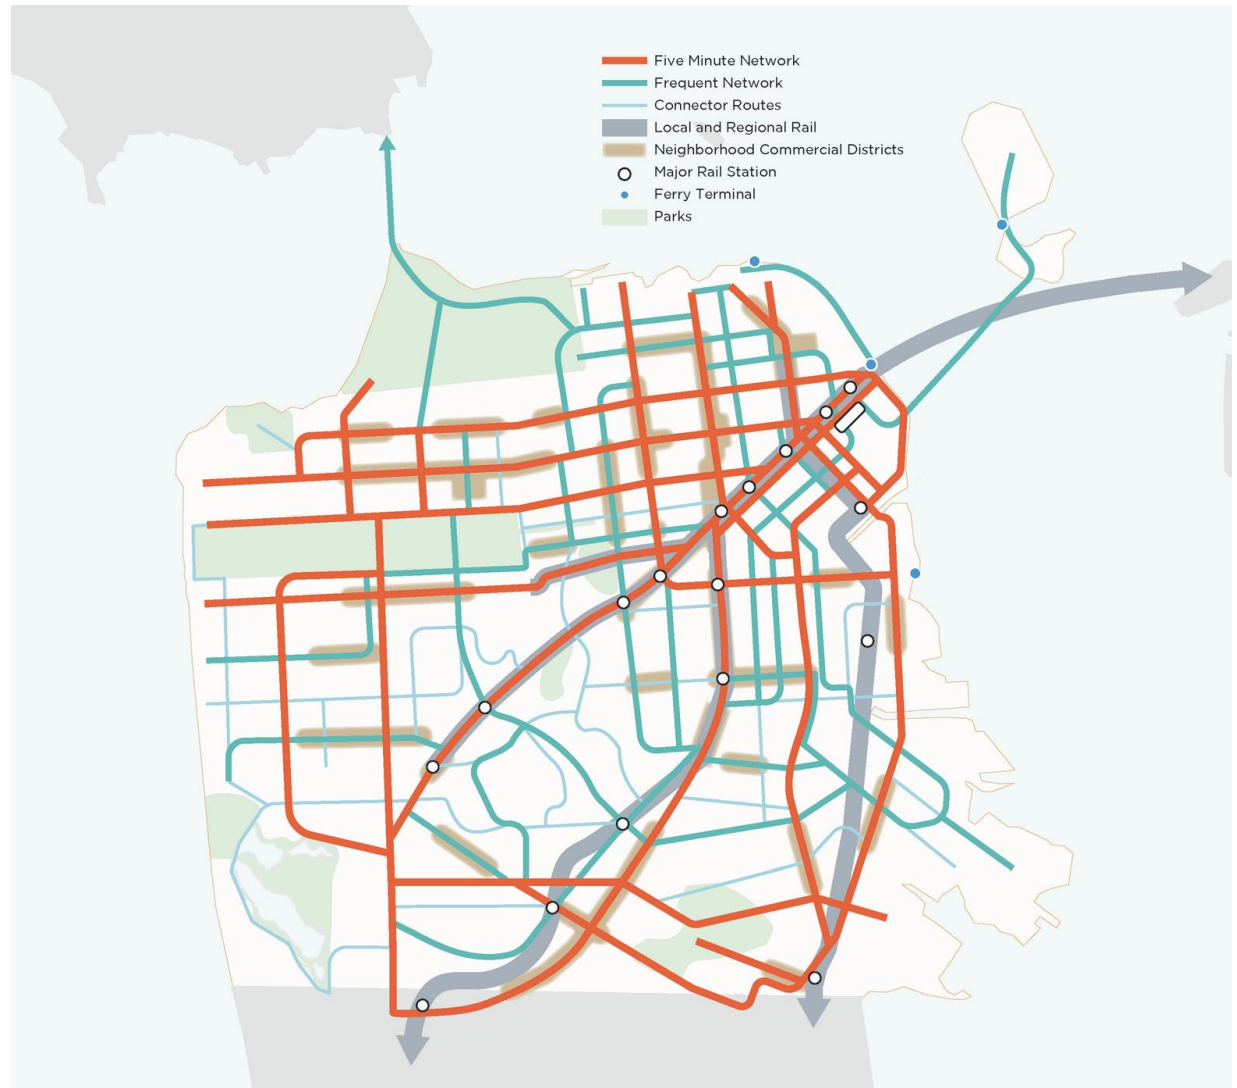 Five Minute Network
Frequent Network
Connector Routes
Local and Regional Rail
Neighborhood Commercial Districts
Major Rail Station
Ferry Terminal
Parks